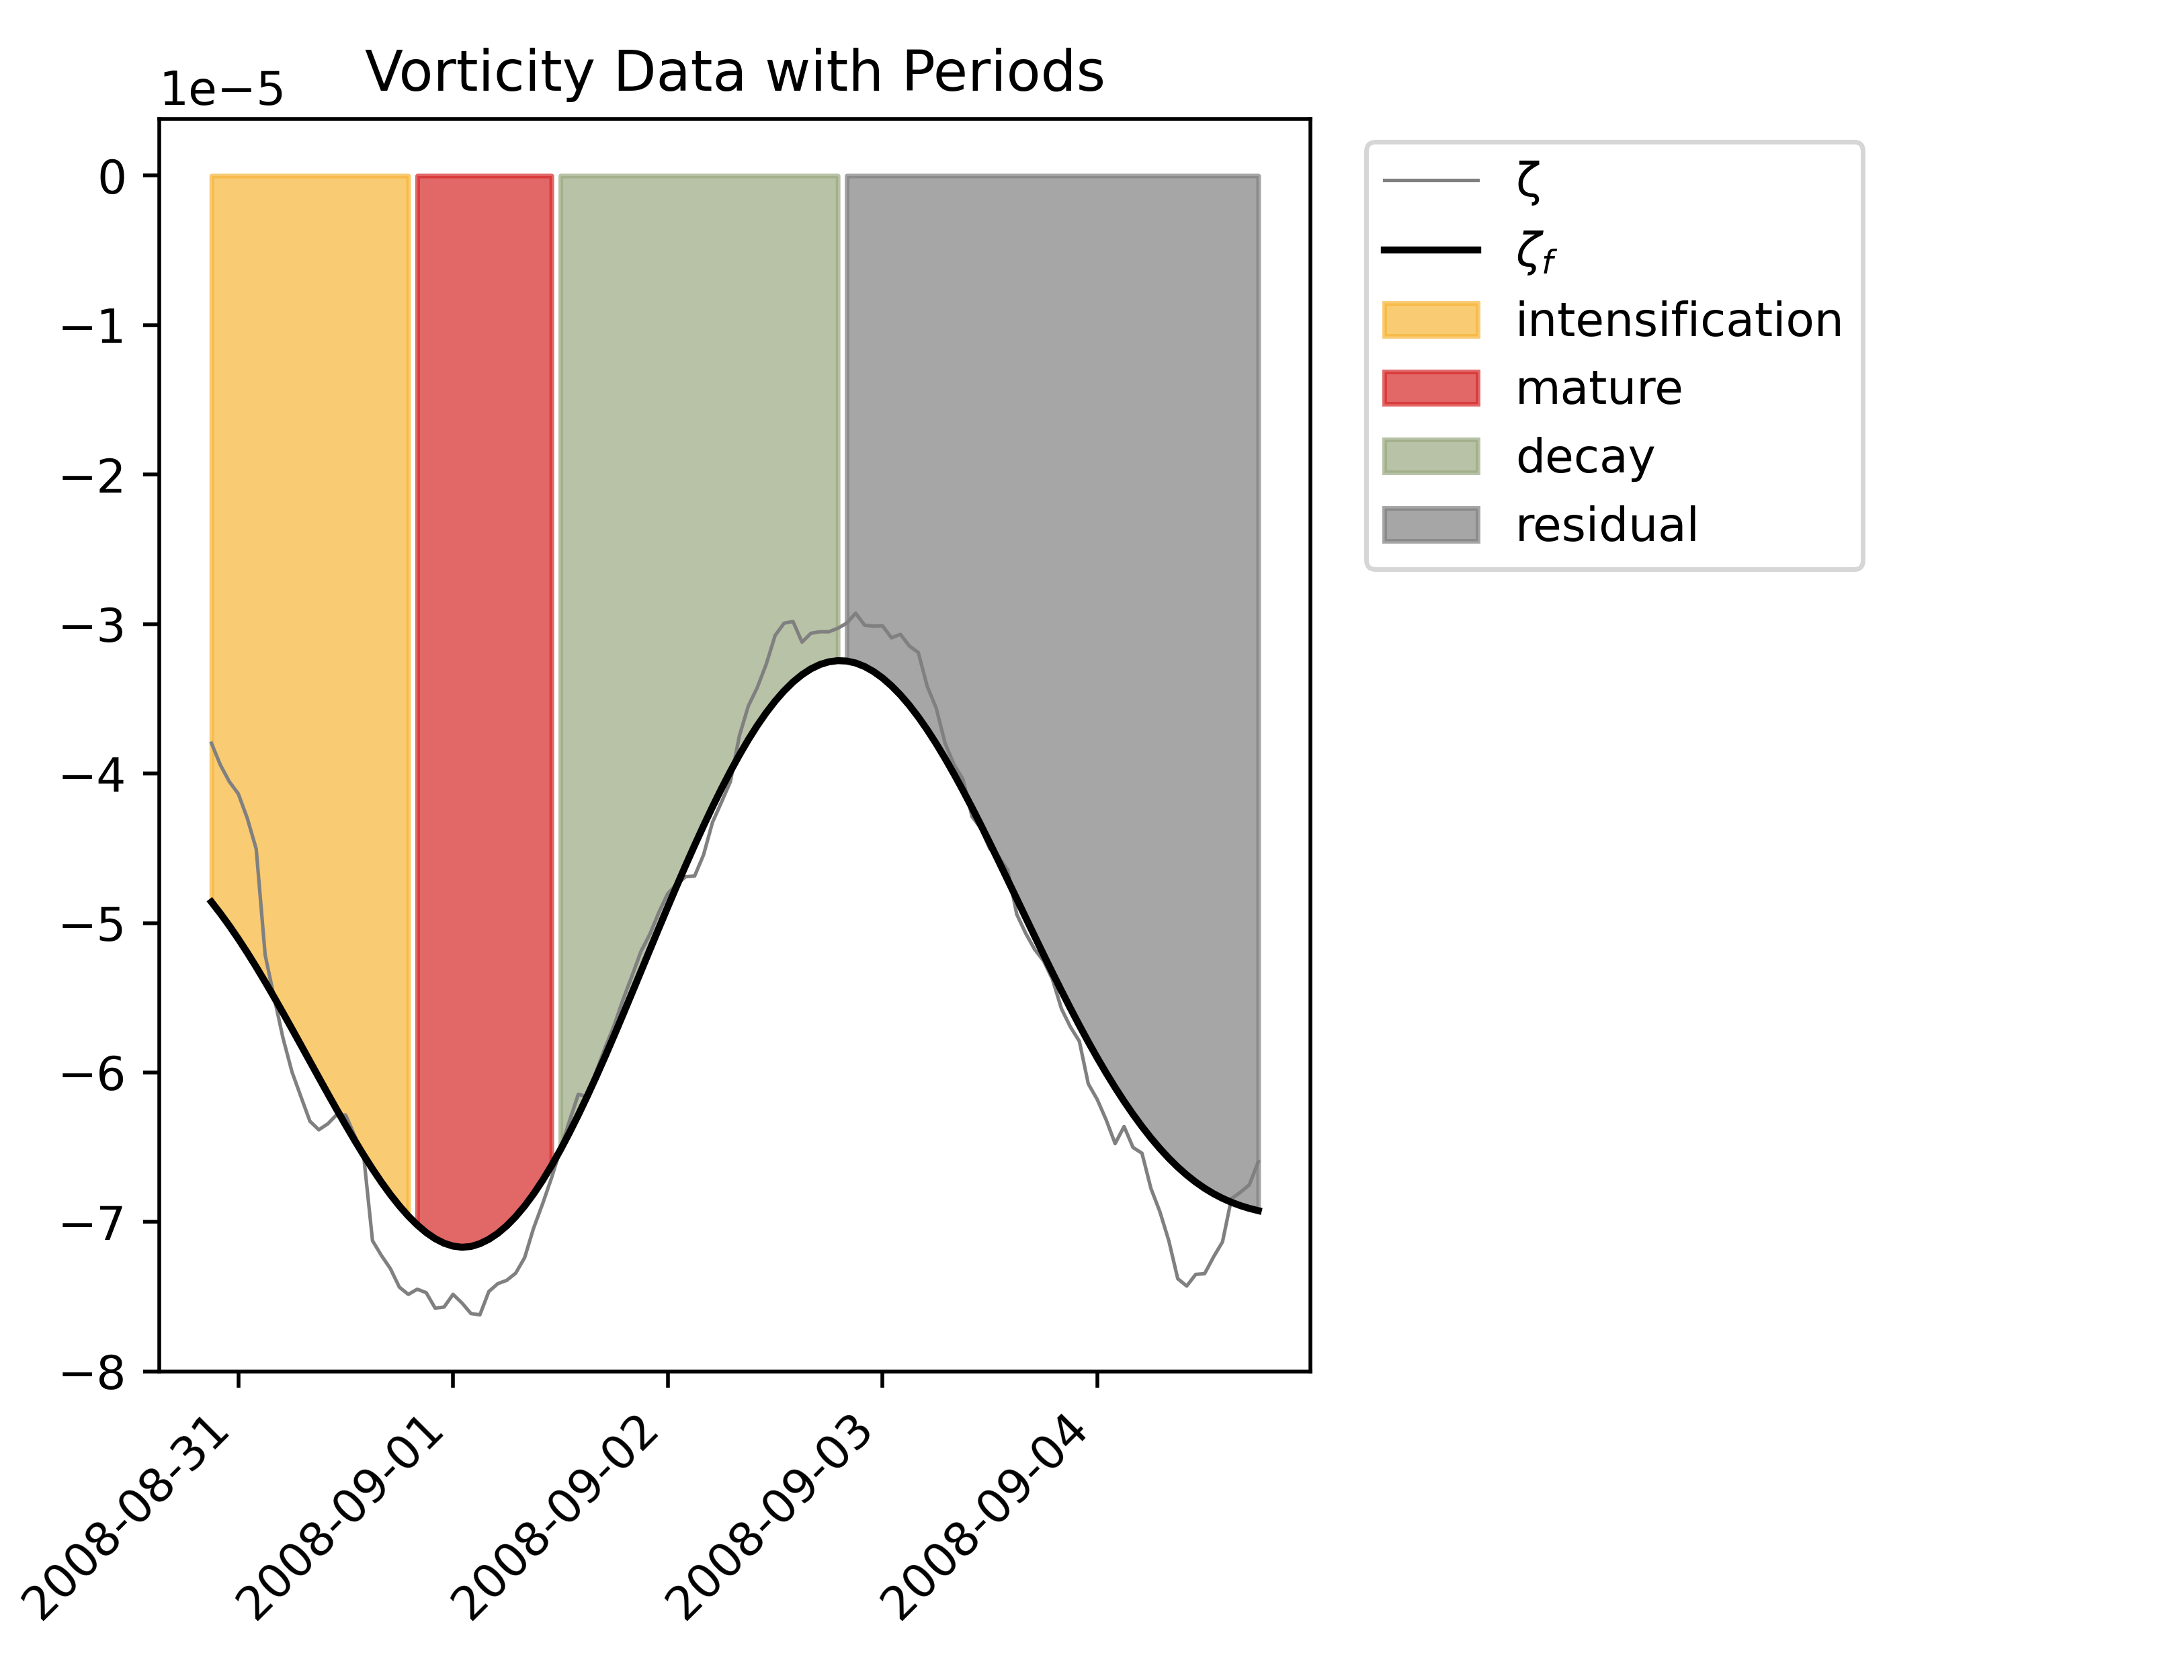 Vorticity Data with Periods
1e−5
0
−1
−2
−3
−4
−5
−6
−7
−8
2008-08-31
2008-09-01
2008-09-02
2008-09-03
2008-09-04
ζ
ζf
intensification
mature
decay
residual